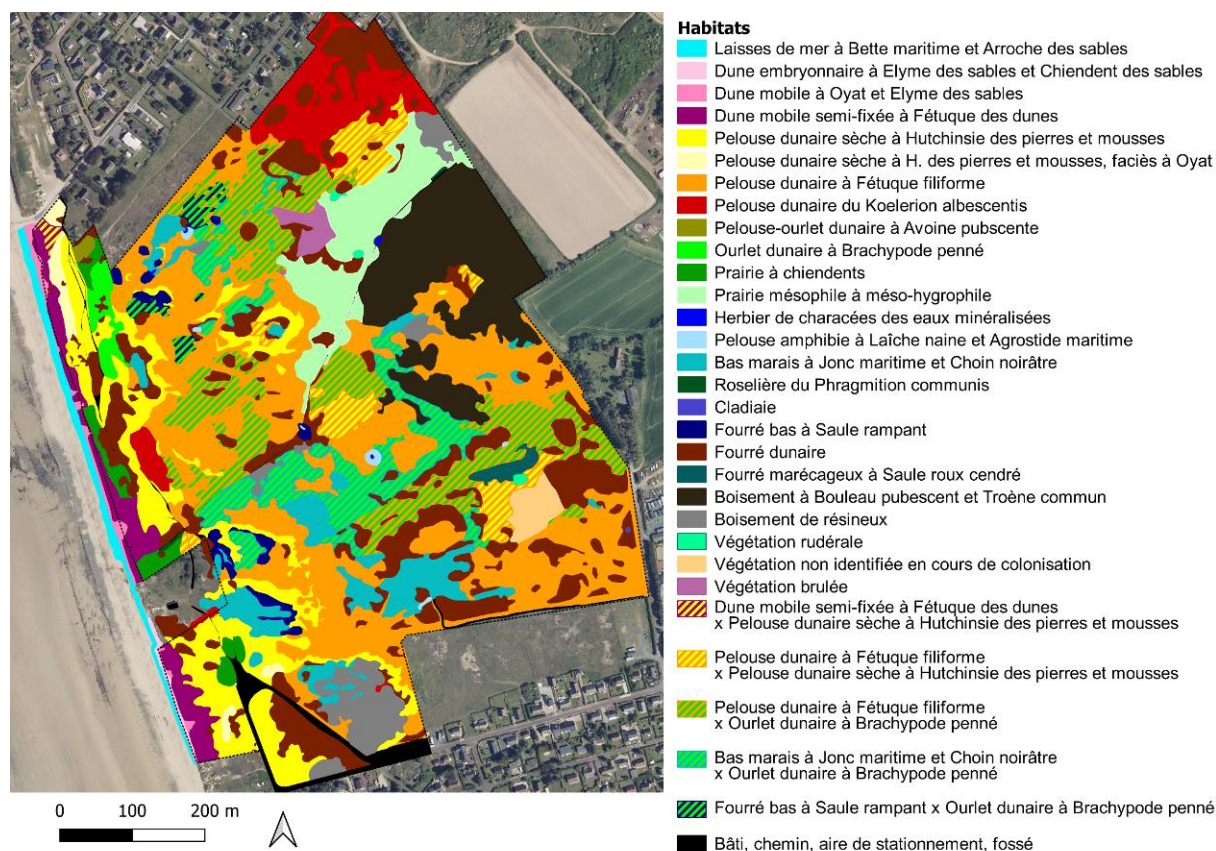 Habitats
Laisses de mer à Bette maritime et Arroche des sables
Dune embryonnaire à Elyme des sables et Chiendent des sables
Dune mobile à Oyat et Elyme des sables
Dune mobile semi-fixée à Fétuque des dunes
Pelouse dunaire sèche à Hutchinsie des pierres et mousses
Pelouse dunaire sèche à H. des pierres et mousses, faciès à Oyat
Pelouse dunaire à Fétuque filiforme
Pelouse dunaire du Koelerion albescentis
Pelouse-ourlet dunaire à Avoine pubscente
Ourlet dunaire à Brachypode penné
Prairie à chiendents
Prairie mésophile à méso-hygrophile
Herbier de characées des eaux minéralisées
Pelouse amphibie à Laîche naine et Agrostide maritime
Bas marais à Jonc maritime et Choin noirâtre
Roselière du Phragmition communis
Cladiaie
Fourré bas à Saule rampant
Fourré dunaire
Fourré marécageux à Saule roux cendré
Boisement à Bouleau pubescent et Troène commun
Boisement de résineux
Végétation rudérale
Végétation non identifiée en cours de colonisation
Végétation brulée
Dune mobile semi-fixée à Fétuque des dunes
x Pelouse dunaire sèche à Hutchinsie des pierres et mousses
Pelouse dunaire à Fétuque filiforme
x Pelouse dunaire sèche à Hutchinsie des pierres et mousses
Pelouse dunaire à Fétuque filiforme
x Ourlet dunaire à Brachypode penné
Bas marais à Jonc maritime et Choin noirâtre
x Ourlet dunaire à Brachypode penné
Fourré bas à Saule rampant x Ourlet dunaire à Brachypode penné
Bâti, chemin, aire de stationnement, fossé
0 100 200 m